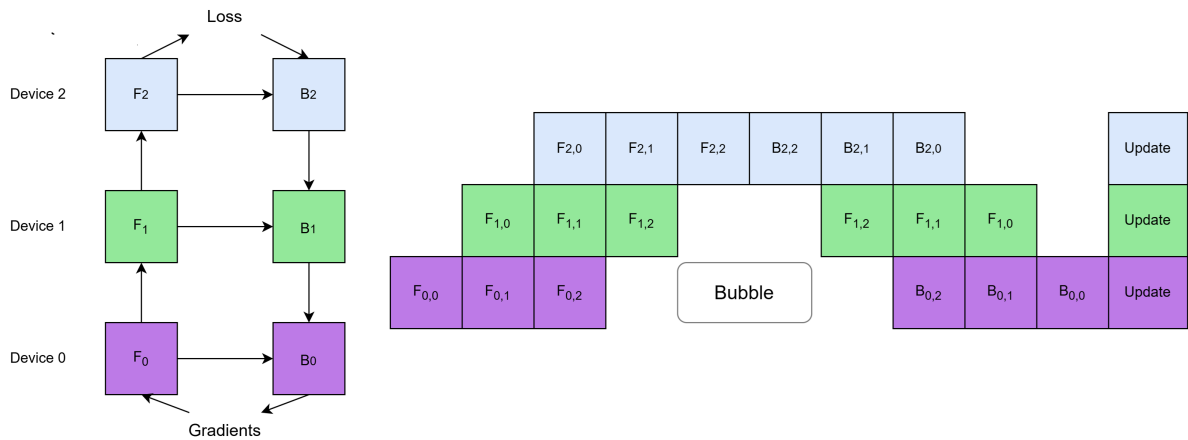 Loss
Device 2
F2
B2
Device 1
F1
B1
Device 0
F0
B0
Gradients
F2,0 F2,1 F2,2 B2,2 B2,1 B2,0 Update
F1,0 F1,1 F1,2 F1,2 F1,1 F1,0 Update
F0,0 F0,1 F0,2 Bubble B0,2 B0,1 B0,0 Update